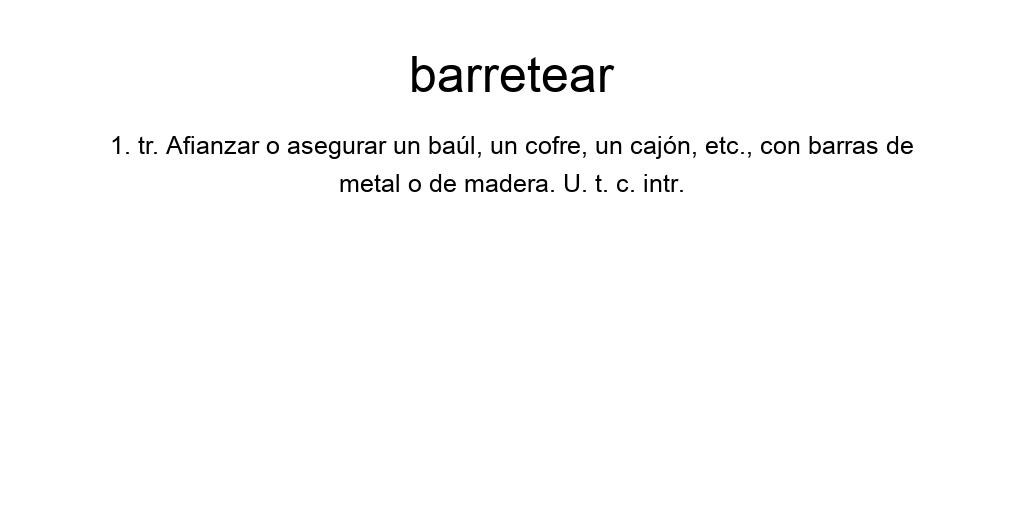 barretear
1. tr. Afianzar o asegurar un baúl, un cofre, un cajón, etc., con barras de
metal o de madera. U. t. c. intr.